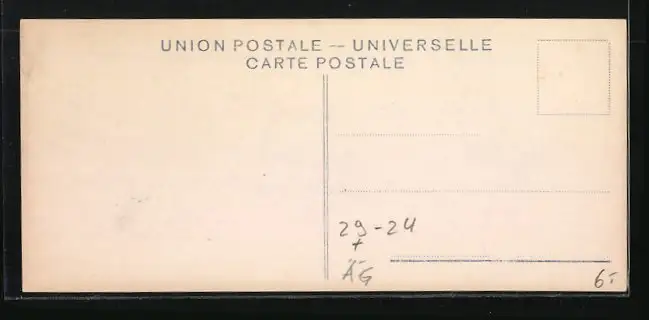 UNION POSTALE — UNIVERSELLE
CARTE POSTALE
29-24
+
ÄG
6,-